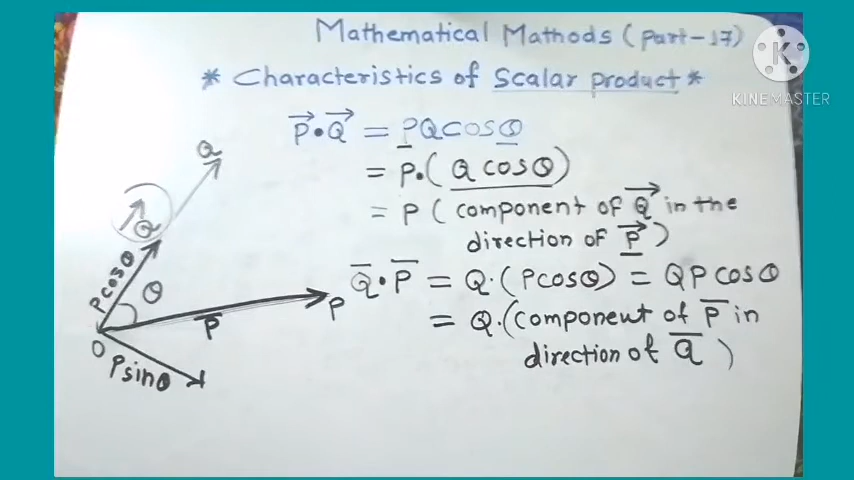 Mathematical Mathods (part-17)
* Characteristics of Scalar product *
K
KINEMASTER
P⃗·Q⃗ = PQcosθ
= P·(Q cosθ)
= P (component of Q⃗ in the
direction of P⃗)
Q̅·P̅ = Q·(Pcosθ) = QPcosθ
= Q·(component of P̅ in
direction of Q̅)
Q
Q
Pcosθ
θ
P
P̅
O
Psinθ